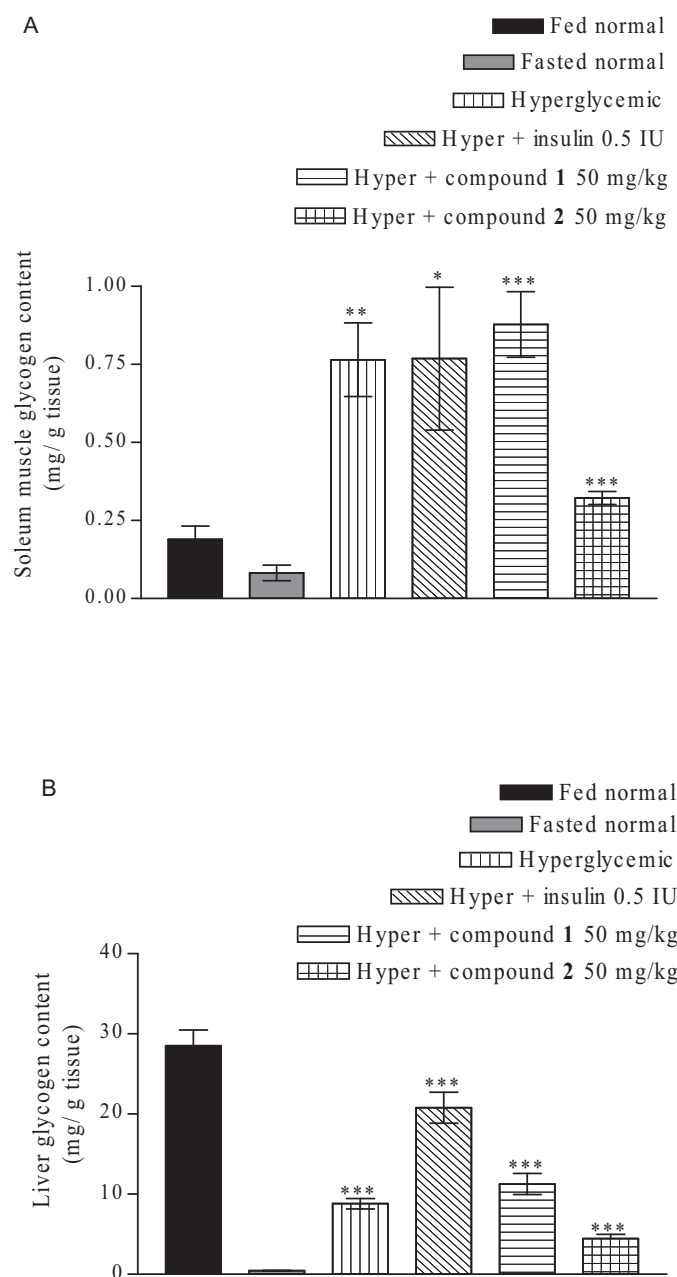 A
Fed normal
Fasted normal
Hyperglycemic
Hyper + insulin 0.5 IU
Hyper + compound 1 50 mg/kg
Hyper + compound 2 50 mg/kg
Soleum muscle glycogen content
(mg/ g tissue)
1.00
0.75
0.50
0.25
0.00
**
*
***
***
B
Fed normal
Fasted normal
Hyperglycemic
Hyper + insulin 0.5 IU
Hyper + compound 1 50 mg/kg
Hyper + compound 2 50 mg/kg
Liver glycogen content
(mg/ g tissue)
40
30
20
10
0
***
***
***
***